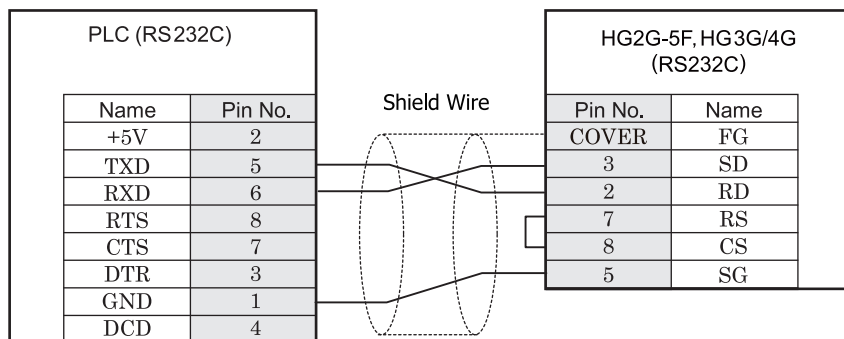 PLC (RS232C)
Name Pin No.
+5V 2
TXD 5
RXD 6
RTS 8
CTS 7
DTR 3
GND 1
DCD 4
Shield Wire
HG2G-5F, HG3G/4G
(RS232C)
Pin No. Name
COVER FG
3 SD
2 RD
7 RS
8 CS
5 SG